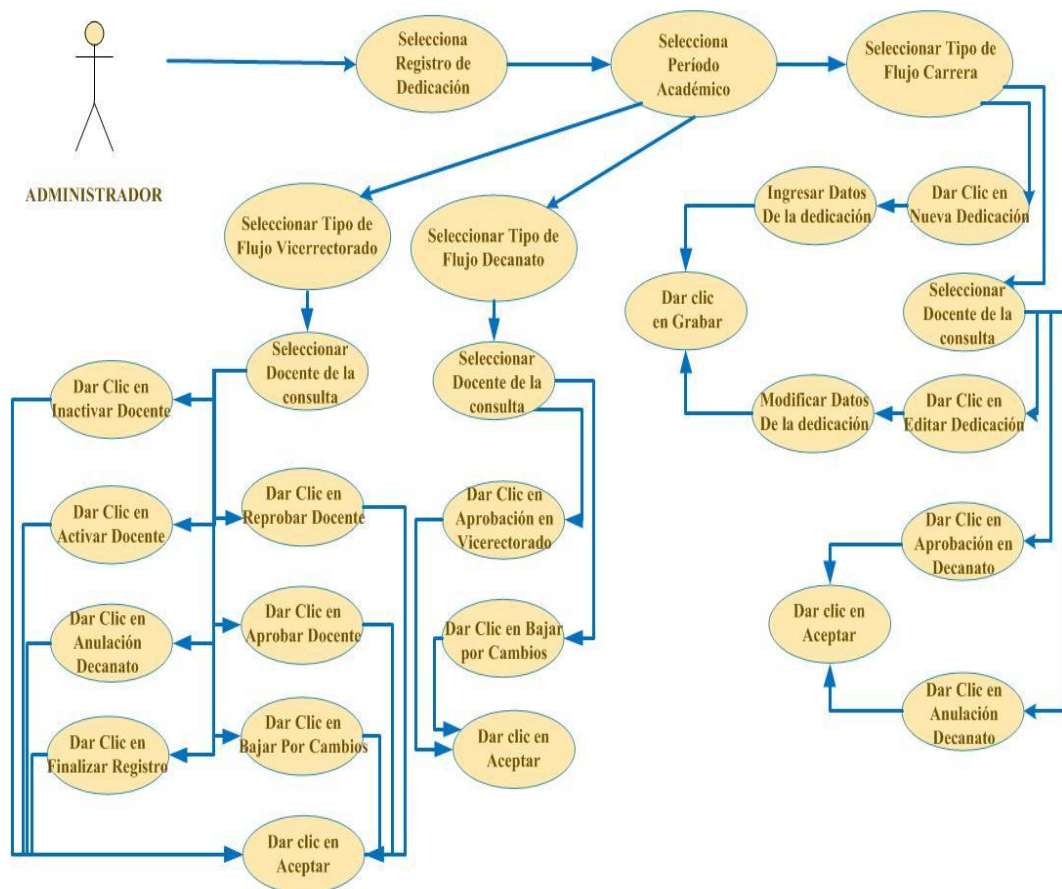 Selecciona
Registro de
Dedicación
Selecciona
Período
Académico
Seleccionar Tipo de
Flujo Carrera
ADMINISTRADOR
Seleccionar Tipo de
Flujo Vicerrectorado
Seleccionar Tipo de
Flujo Decanato
Ingresar Datos
De la dedicación
Dar Clic en
Nueva Dedicación
Dar clic
en Grabar
Seleccionar
Docente de la
consulta
Modificar Datos
De la dedicación
Dar Clic en
Editar Dedicación
Seleccionar
Docente de la
consulta
Seleccionar
Docente de la
consulta
Dar Clic en
Inactivar Docente
Dar Clic en
Activar Docente
Dar Clic en
Reprobar Docente
Dar Clic en
Aprobación en
Vicerectorado
Dar Clic en
Aprobación en
Decanato
Dar Clic en
Anulación
Decanato
Dar Clic en
Aprobar Docente
Dar Clic en Bajar
por Cambios
Dar clic en
Aceptar
Dar Clic en
Finalizar Registro
Dar Clic en
Bajar Por Cambios
Dar clic en
Aceptar
Dar Clic en
Anulación
Decanato
Dar clic en
Aceptar